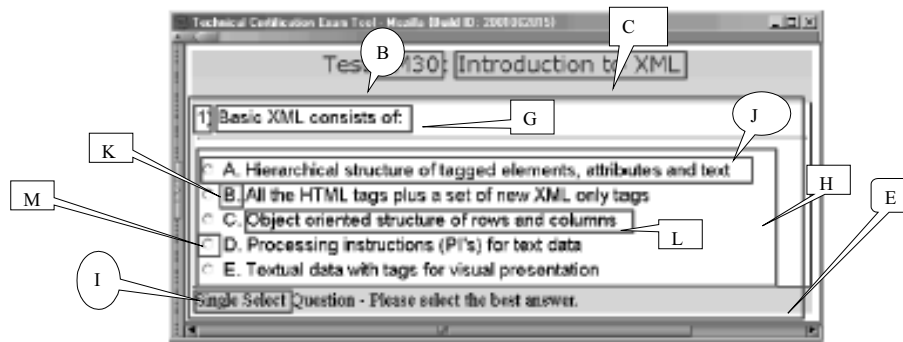 Technical Certification Exam Tool - Mozilla {Build ID: 2001062815}
B
C
Test M30: Introduction to XML
1) Basic XML consists of:
G
J
K
A. Hierarchical structure of tagged elements, attributes and text
B. All the HTML tags plus a set of new XML only tags
H
M
C. Object oriented structure of rows and columns
E
L
D. Processing instructions (PI's) for text data
I
E. Textual data with tags for visual presentation
Single Select Question - Please select the best answer.